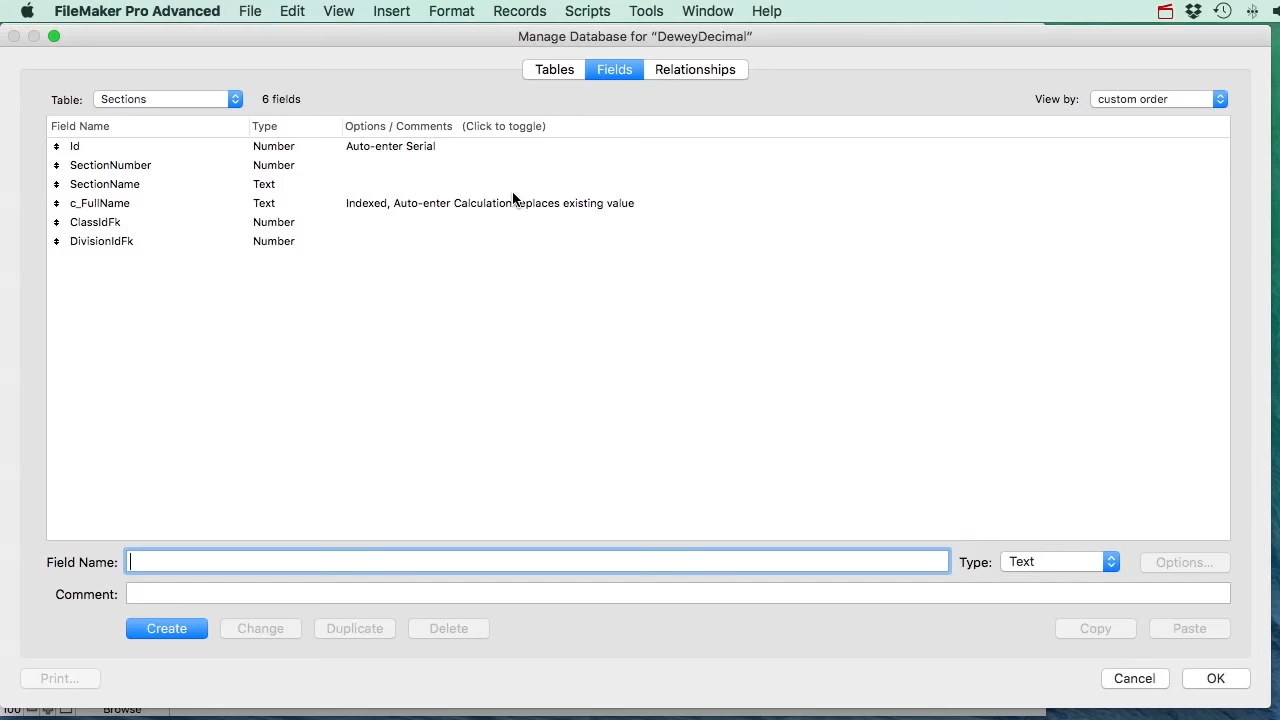 FileMaker Pro Advanced File Edit View Insert Format Records Scripts Tools Window Help
Manage Database for “DeweyDecimal”
Tables Fields Relationships
Table: Sections 6 fields View by: custom order
Field Name Type Options / Comments (Click to toggle)
Id Number Auto-enter Serial
SectionNumber Number
SectionName Text
c_FullName Text Indexed, Auto-enter Calculation replaces existing value
ClassIdFk Number
DivisionIdFk Number
Field Name: Type: Text Options...
Comment:
Create Change Duplicate Delete Copy Paste
Print... Cancel OK
100 Browse